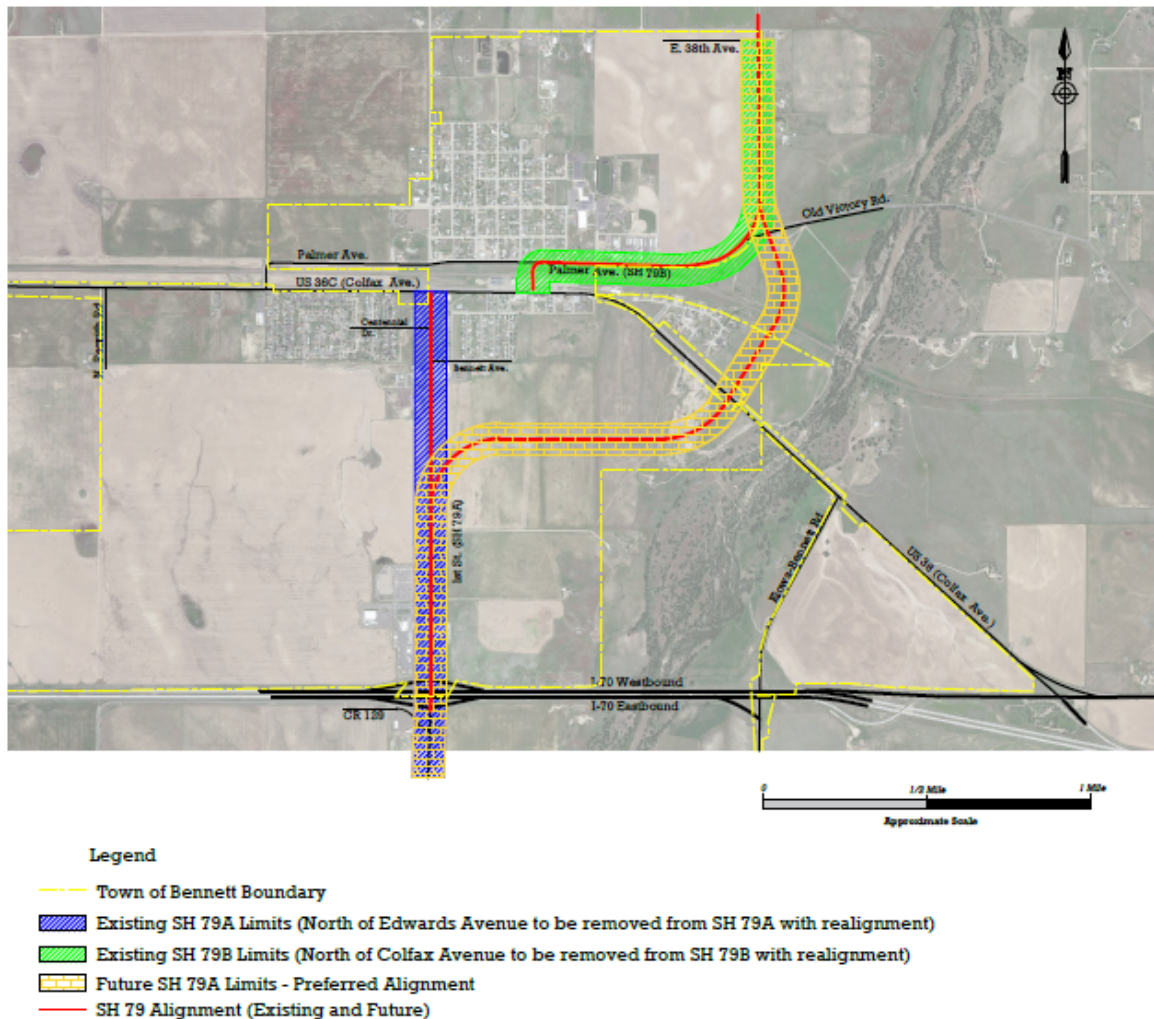 E. 38th Ave.
N
Old Victory Rd.
Palmer Ave.
Palmer Ave. (SH 79B)
US 36C (Colfax Ave.)
Centennial
Dr.
Bennett Ave.
1st St. (SH 79A)
Kiowa-Bennett Rd
US 36 (Colfax Ave.)
I-70 Westbound
I-70 Eastbound
CR 129
0 1/2 Mile 1 Mile
Approximate Scale
Legend
Town of Bennett Boundary
Existing SH 79A Limits (North of Edwards Avenue to be removed from SH 79A with realignment)
Existing SH 79B Limits (North of Colfax Avenue to be removed from SH 79B with realignment)
Future SH 79A Limits - Preferred Alignment
SH 79 Alignment (Existing and Future)